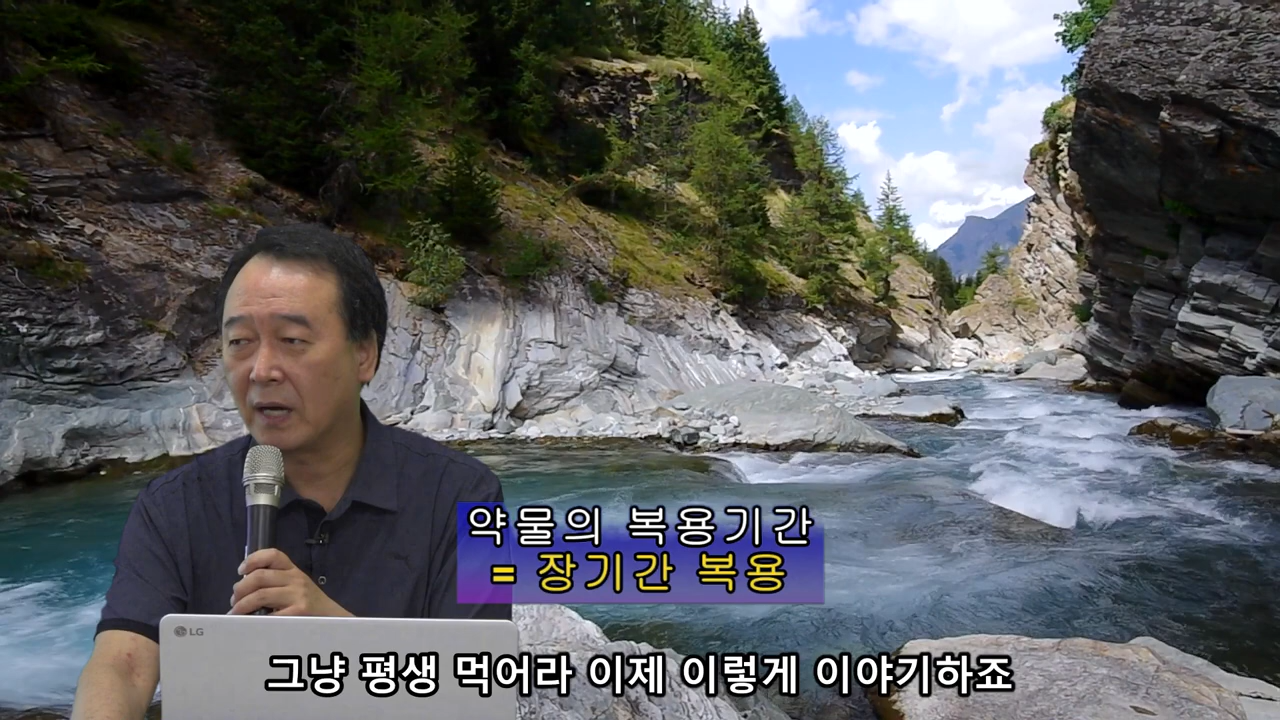 약물의 복용기간
= 장기간 복용
LG
그냥 평생 먹어라 이제 이렇게 이야기하죠